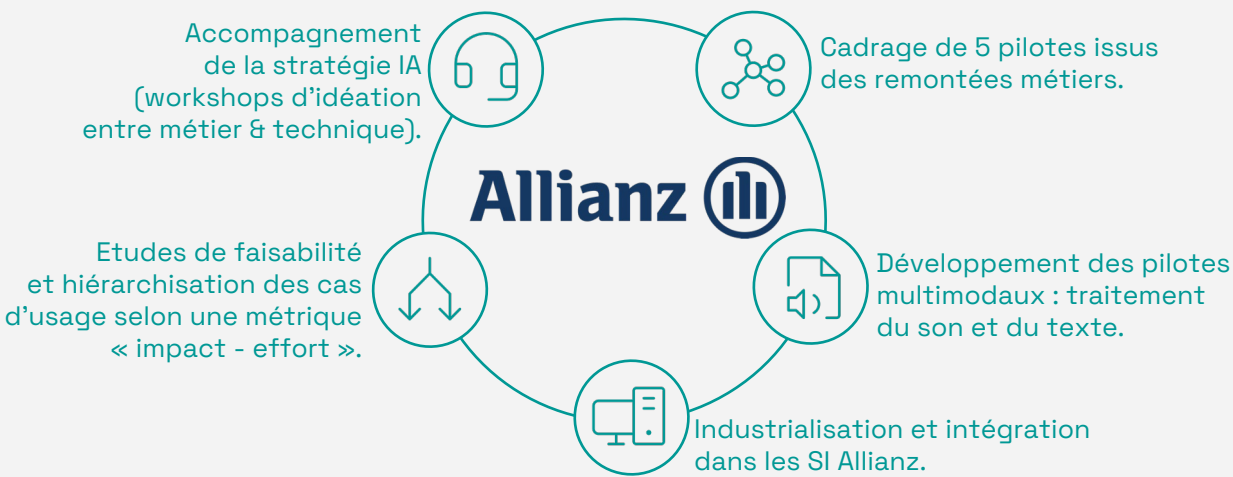 Accompagnement
de la stratégie IA
(workshops d'idéation
entre métier & technique).
Cadrage de 5 pilotes issus
des remontées métiers.
Allianz
Etudes de faisabilité
et hiérarchisation des cas
d'usage selon une métrique
« impact - effort ».
Développement des pilotes
multimodaux : traitement
du son et du texte.
Industrialisation et intégration
dans les SI Allianz.